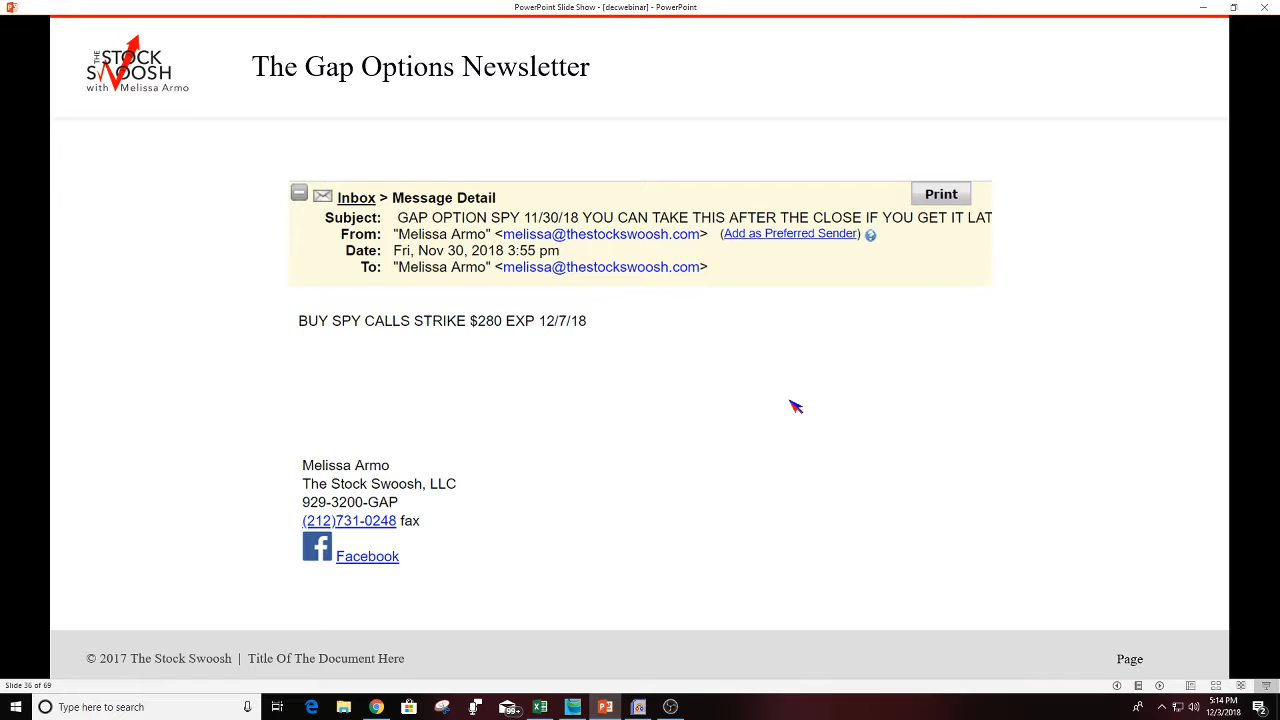 PowerPoint Slide Show - [decwebinar] - PowerPoint
THE STOCK
SWOOSH
with Melissa Armo
The Gap Options Newsletter
Inbox > Message Detail
Print
Subject: GAP OPTION SPY 11/30/18 YOU CAN TAKE THIS AFTER THE CLOSE IF YOU GET IT LAT
From: "Melissa Armo" <melissa@thestockswoosh.com> (Add as Preferred Sender)
Date: Fri, Nov 30, 2018 3:55 pm
To: "Melissa Armo" <melissa@thestockswoosh.com>
BUY SPY CALLS STRIKE $280 EXP 12/7/18
Melissa Armo
The Stock Swoosh, LLC
929-3200-GAP
(212)731-0248 fax
Facebook
© 2017 The Stock Swoosh | Title Of The Document Here
Page
Slide 36 of 69
Type here to search
5:14 PM
12/3/2018